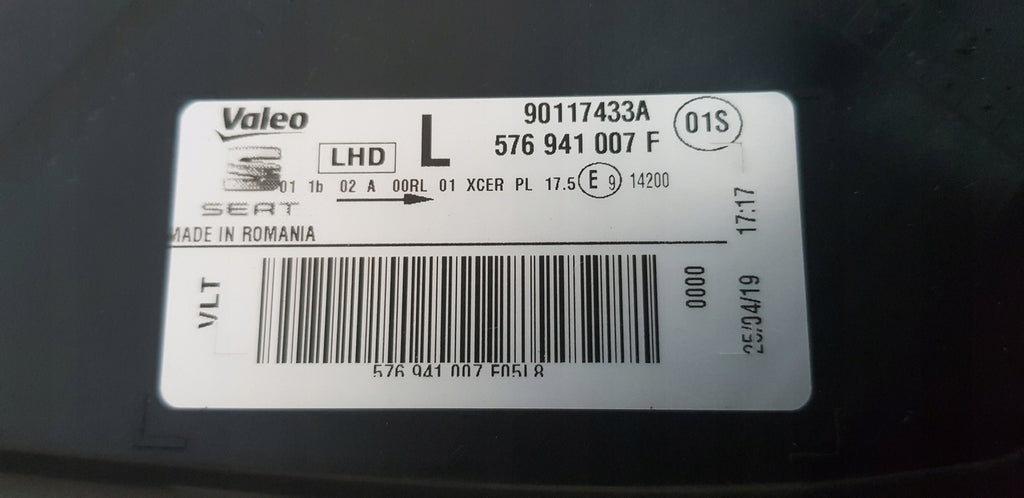 Valeo
90117433A
01S
LHD L 576 941 007 F
01 1b 02 A 00RL 01 XCER PL 17.5 E 9 14200
SEAT
MADE IN ROMANIA
17:17
VLT
0000
25/04/19
576 941 007 F05L8